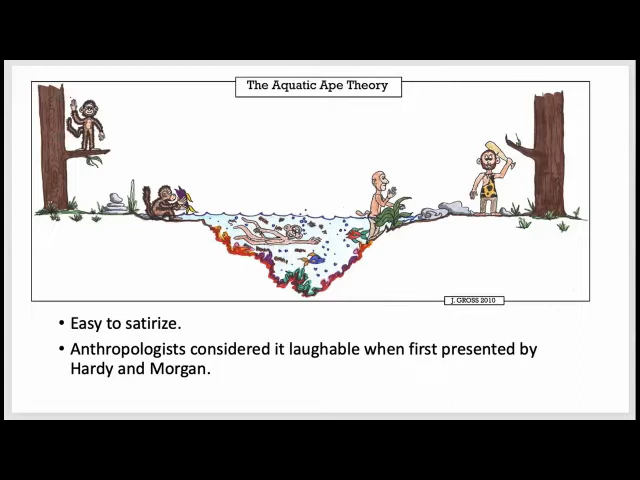 The Aquatic Ape Theory
J. GROSS 2010
• Easy to satirize.
• Anthropologists considered it laughable when first presented by
Hardy and Morgan.